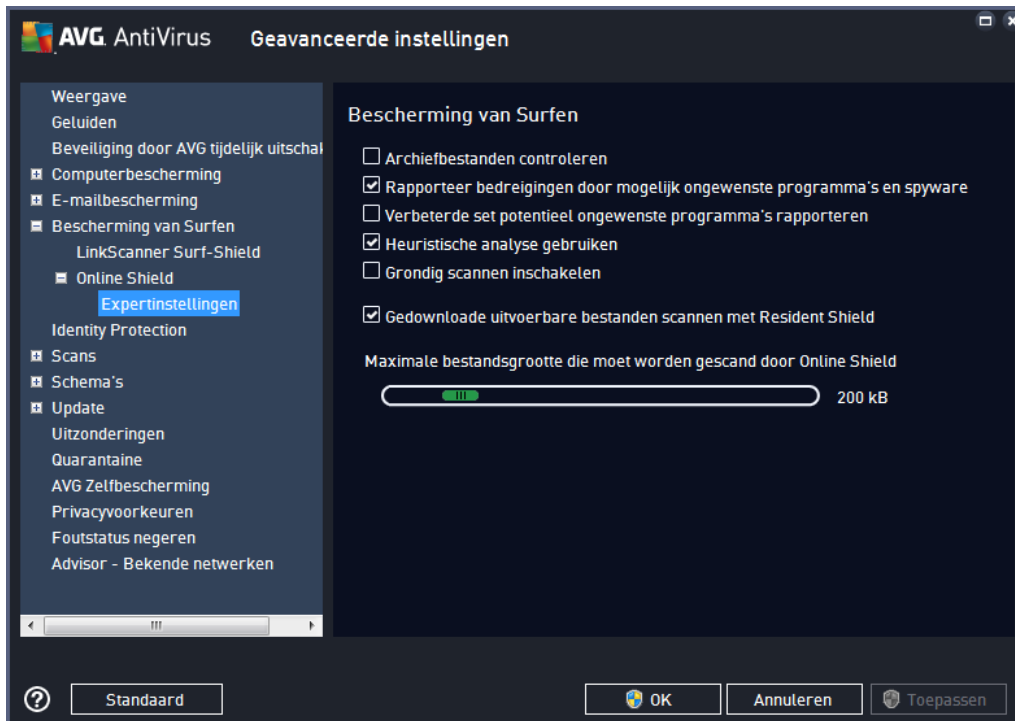 AVG. AntiVirus
Geavanceerde instellingen
Weergave
Geluiden
Beveiliging door AVG tijdelijk uitschak
Computerbescherming
E-mailbescherming
Bescherming van Surfen
LinkScanner Surf-Shield
Online Shield
Expertinstellingen
Identity Protection
Scans
Schema's
Update
Uitzonderingen
Quarantaine
AVG Zelfbescherming
Privacyvoorkeuren
Foutstatus negeren
Advisor - Bekende netwerken
Bescherming van Surfen
Archiefbestanden controleren
Rapporteer bedreigingen door mogelijk ongewenste programma's en spyware
Verbeterde set potentieel ongewenste programma's rapporteren
Heuristische analyse gebruiken
Grondig scannen inschakelen
Gedownloade uitvoerbare bestanden scannen met Resident Shield
Maximale bestandsgrootte die moet worden gescand door Online Shield
200 kB
?
Standaard
OK
Annuleren
Toepassen